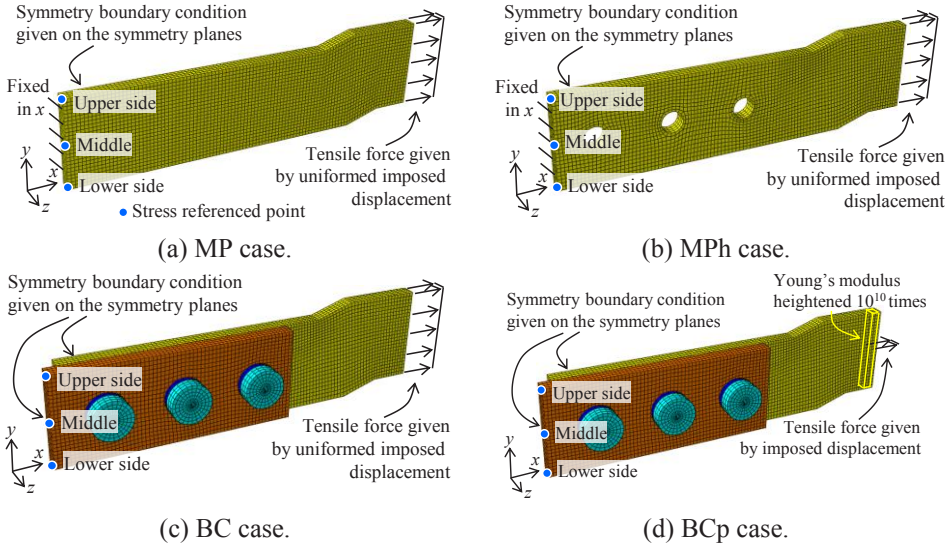 Symmetry boundary condition
given on the symmetry planes
Fixed
in x
Upper side
Middle
Lower side
y
x
z
Stress referenced point
Tensile force given
by uniformed imposed
displacement
(a) MP case.
Symmetry boundary condition
given on the symmetry planes
Fixed
in x
Upper side
Middle
Lower side
y
x
z
Tensile force given
by uniformed imposed
displacement
(b) MPh case.
Symmetry boundary condition
given on the symmetry planes
Upper side
Middle
Lower side
y
x
z
Tensile force given
by uniformed imposed
displacement
(c) BC case.
Young's modulus
heightened 10¹⁰ times
Symmetry boundary condition
given on the symmetry planes
Upper side
Middle
Lower side
y
x
z
Tensile force given
by imposed displacement
(d) BCp case.